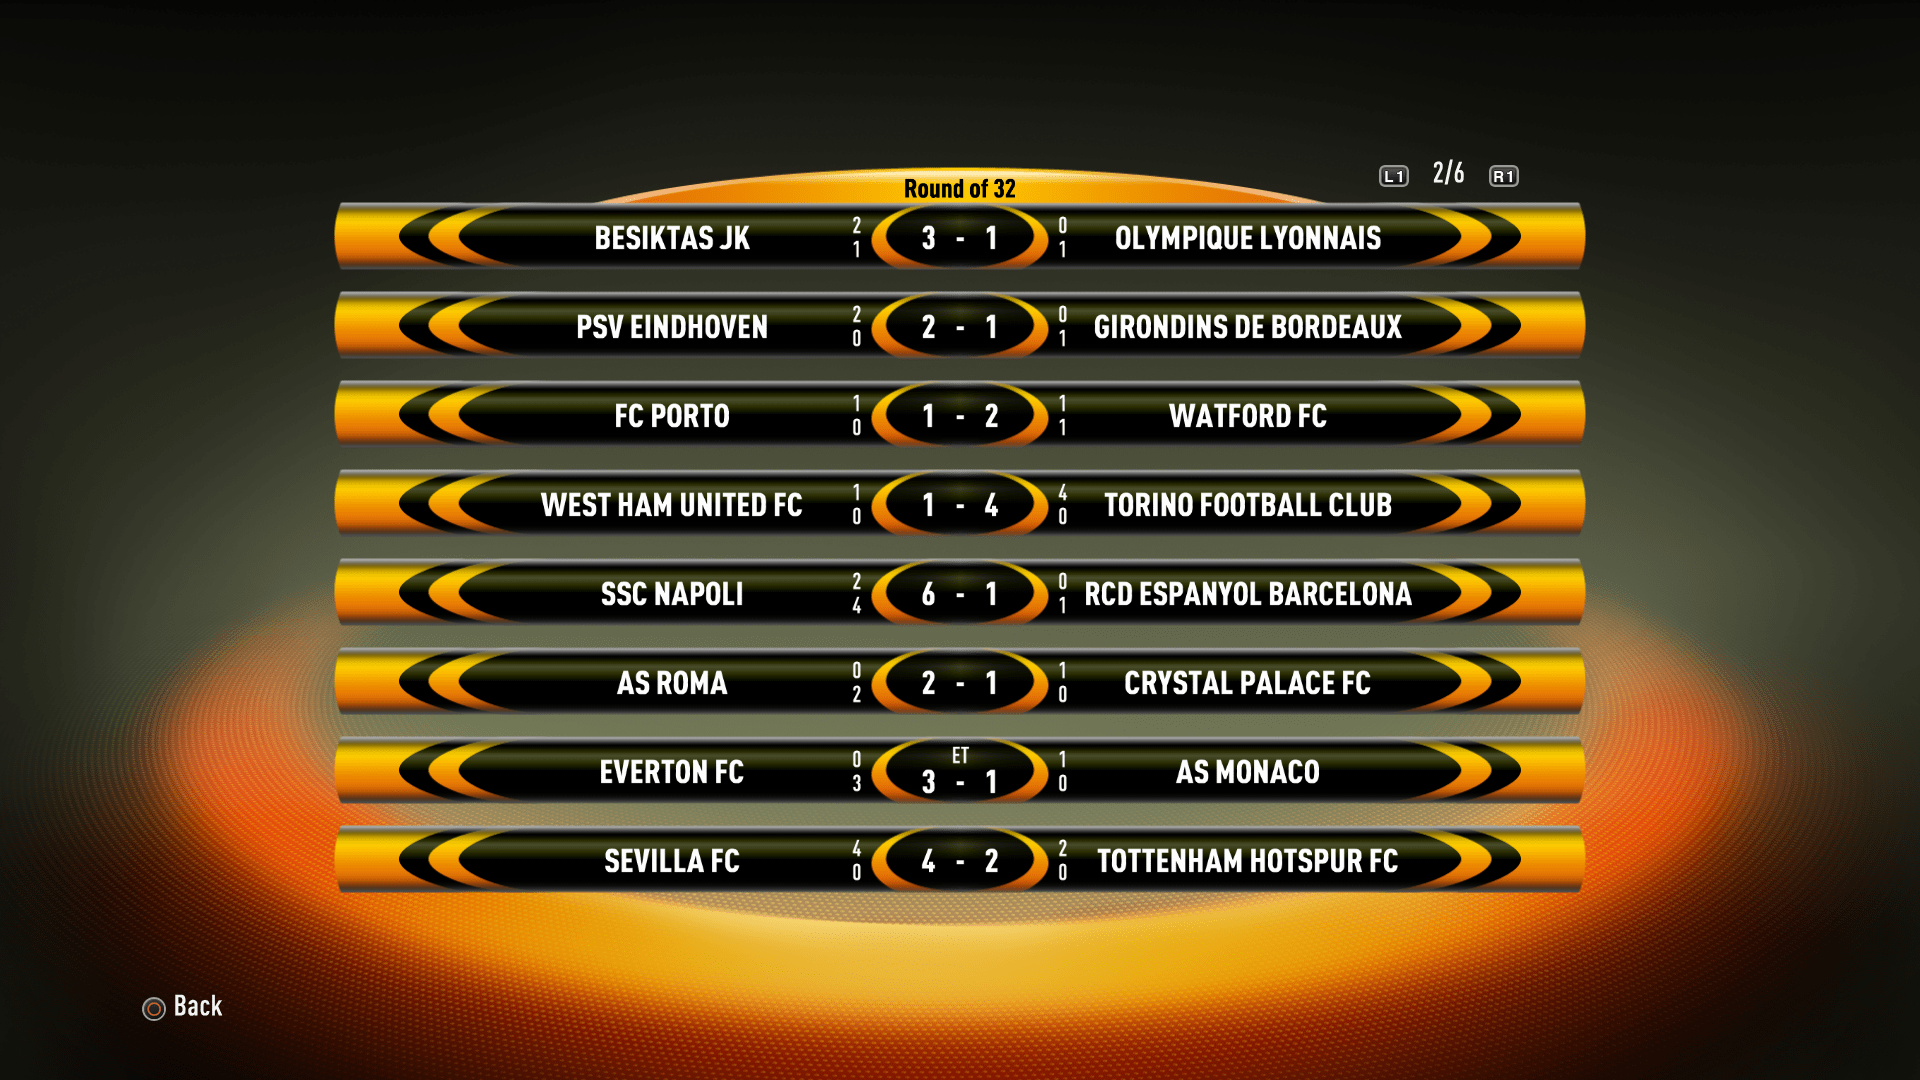 L1 2/6 R1
Round of 32
BESIKTAS JK 2 1 3 - 1 0 1 OLYMPIQUE LYONNAIS
PSV EINDHOVEN 2 0 2 - 1 0 1 GIRONDINS DE BORDEAUX
FC PORTO 1 0 1 - 2 1 1 WATFORD FC
WEST HAM UNITED FC 1 0 1 - 4 4 0 TORINO FOOTBALL CLUB
SSC NAPOLI 2 4 6 - 1 0 1 RCD ESPANYOL BARCELONA
AS ROMA 0 2 2 - 1 1 0 CRYSTAL PALACE FC
EVERTON FC 0 3 ET 3 - 1 1 0 AS MONACO
SEVILLA FC 4 0 4 - 2 2 0 TOTTENHAM HOTSPUR FC
Back